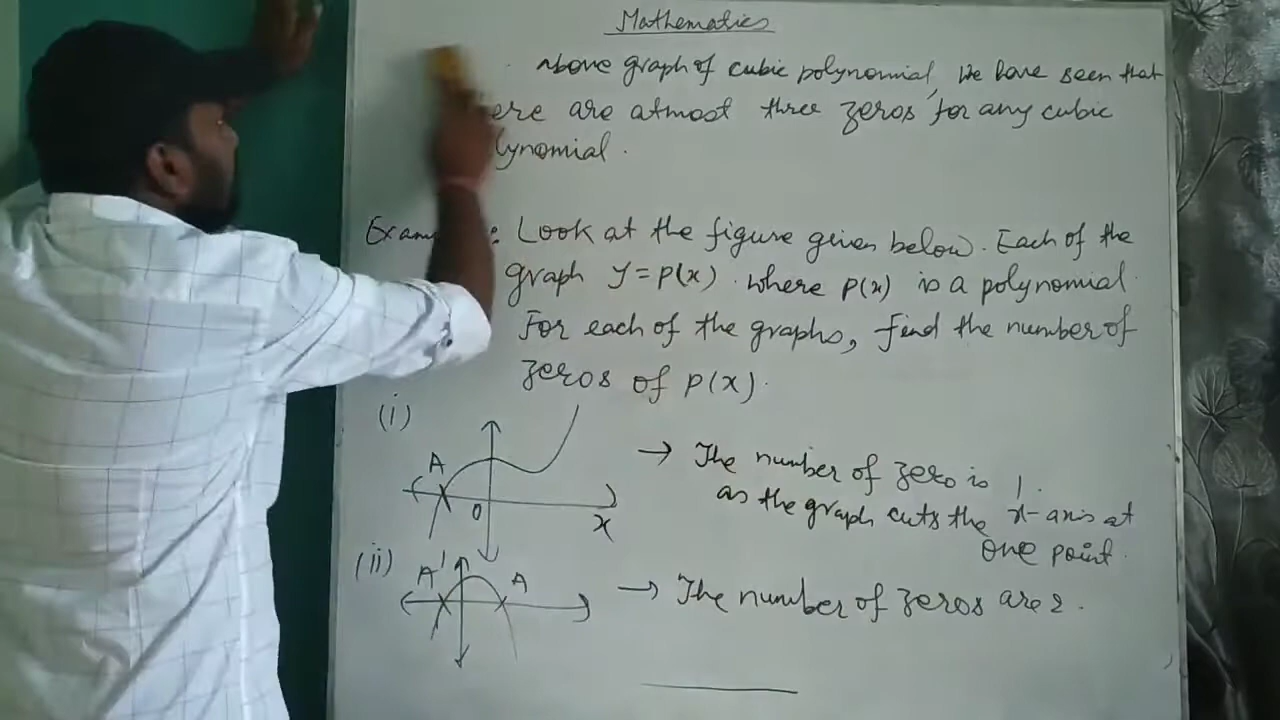 Mathematics
Above graph of cubic polynomial, We have seen that
ere are atmost three zeros for any cubic
lynomial.
Exam : Look at the figure given below. Each of the
graph y = p(x). where p(x) is a polynomial.
For each of the graphs, find the number of
zeros of p(x).
(i)
A
O
x
→ The number of zero is 1.
as the graph cuts the x-axis at
one point.
(ii)
A'
A
→ The number of zeros are 2.